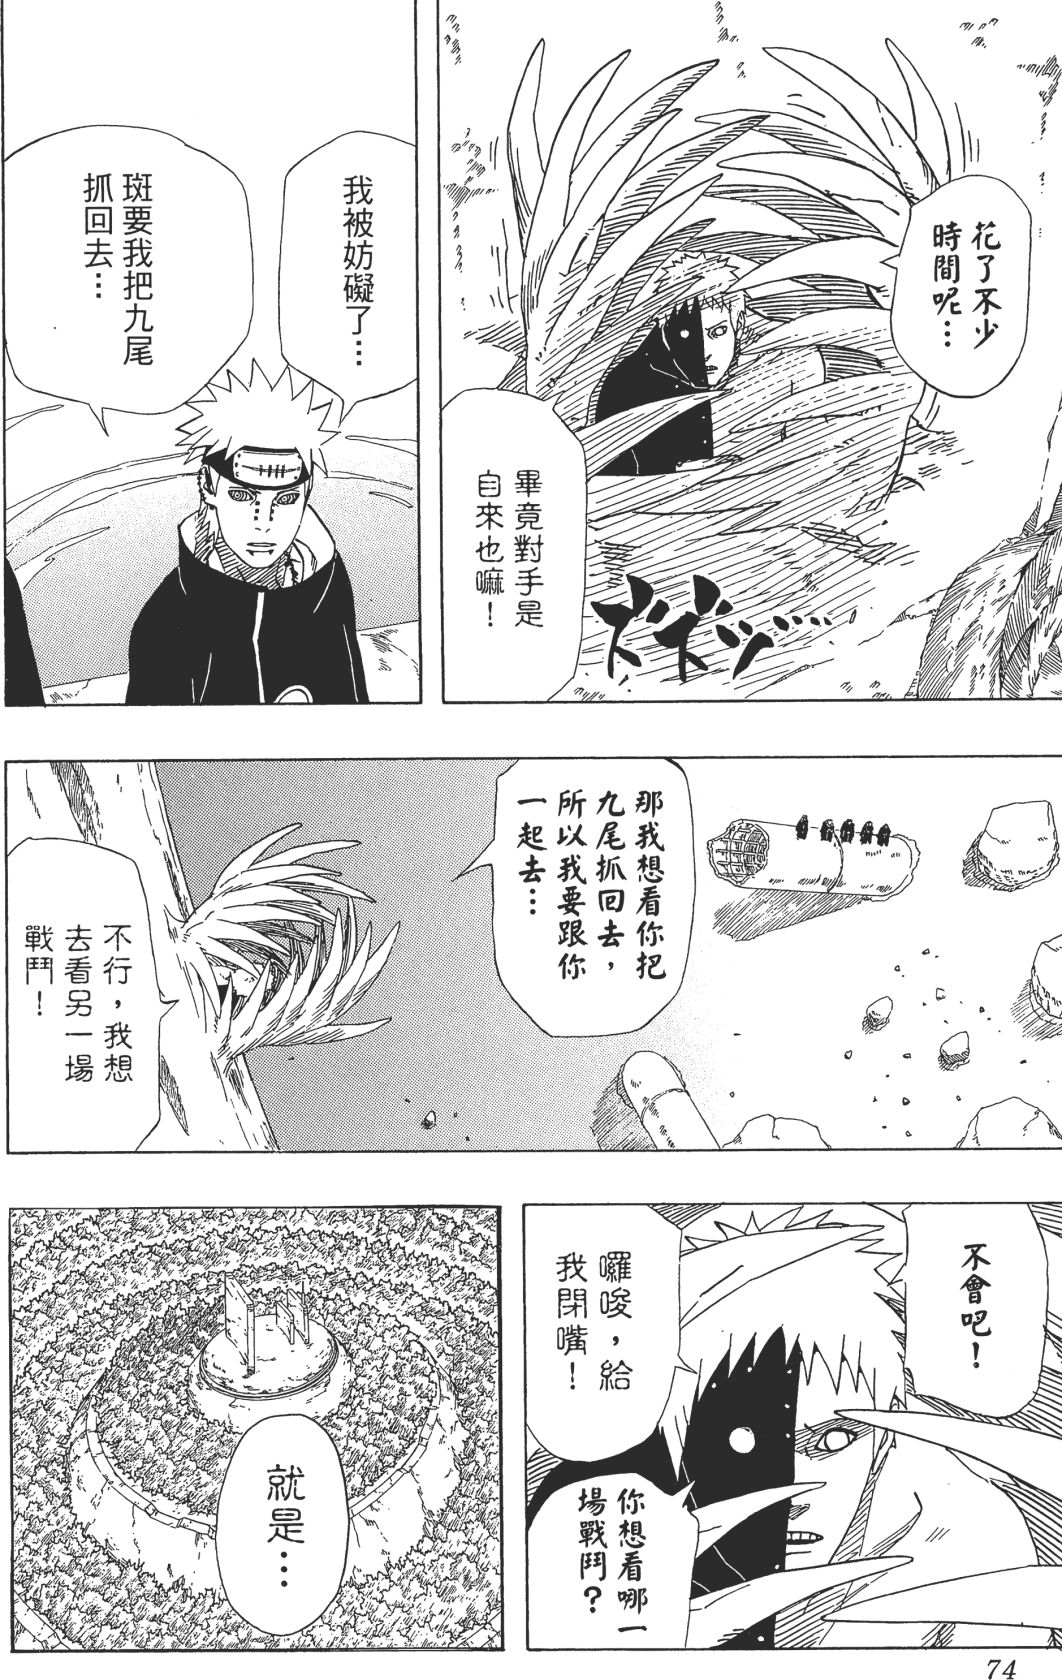 花了不少
時間呢…
畢竟對手是
自來也嘛！
ドドドッ…
我被妨礙了…
斑要我把九尾
抓回去…
那我想看你把
九尾抓回去，
所以我要跟你
一起去…
不行，我想
去看另一場
戰鬥！
不會吧！
囉唆，給
我閉嘴！
你想看哪一
場戰鬥？
就是…
74